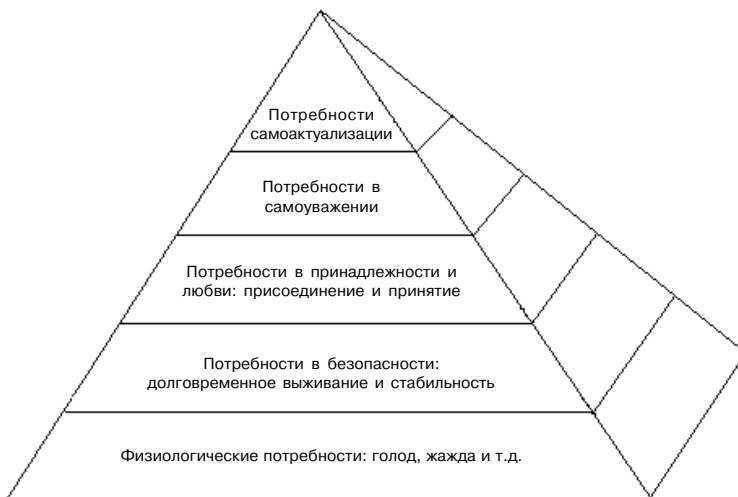 Потребности
самоактуализации
Потребности в
самоуважении
Потребности в принадлежности и
любви: присоединение и принятие
Потребности в безопасности:
долговременное выживание и стабильность
Физиологические потребности: голод, жажда и т.д.